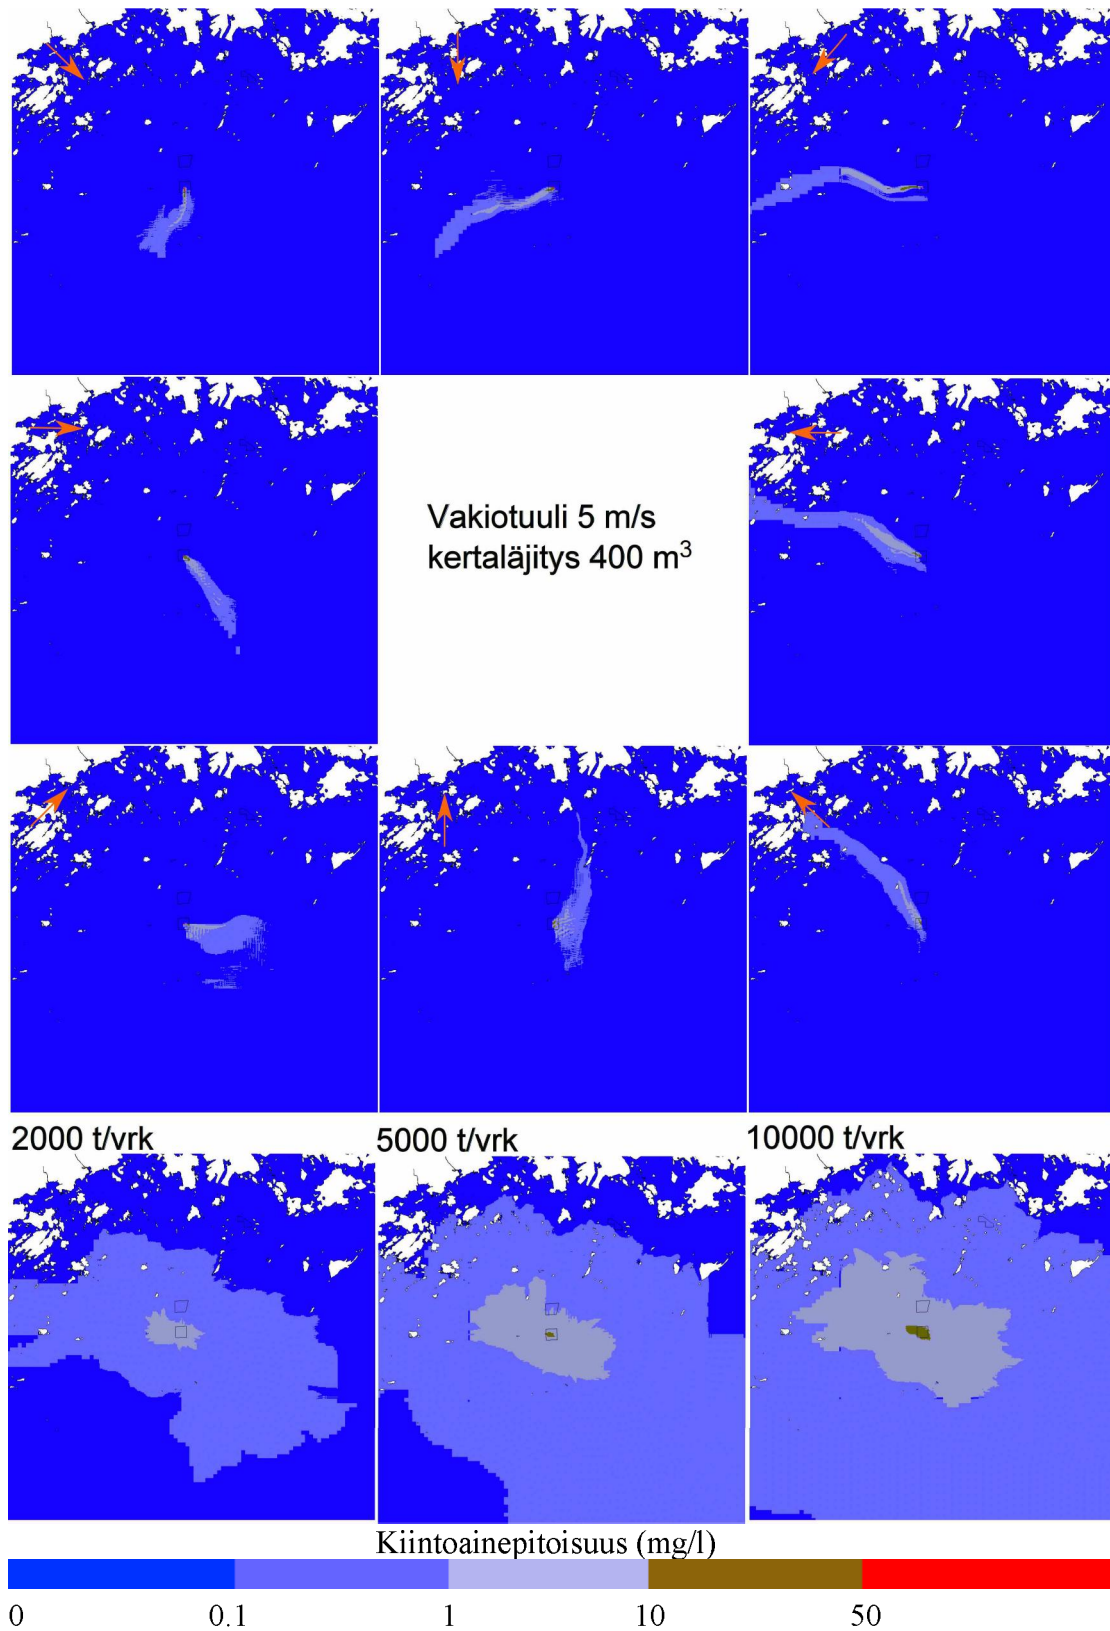 Vakiotuuli 5 m/s
kertaläjitys 400 m³
2000 t/vrk
5000 t/vrk
10000 t/vrk
Kiintoainepitoisuus (mg/l)
0 0.1 1 10 50